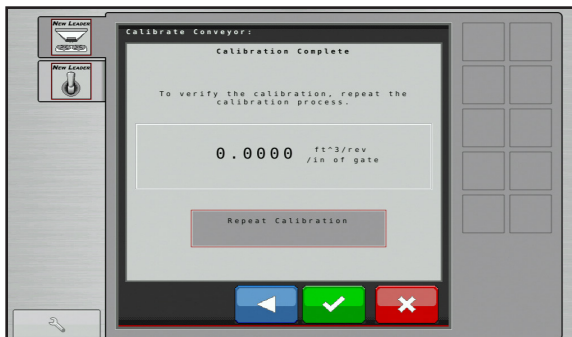 New Leader
New Leader
Calibrate Conveyor:
Calibration Complete
To verify the calibration, repeat the
calibration process.
0.0000 ft^3/rev
/in of gate
Repeat Calibration